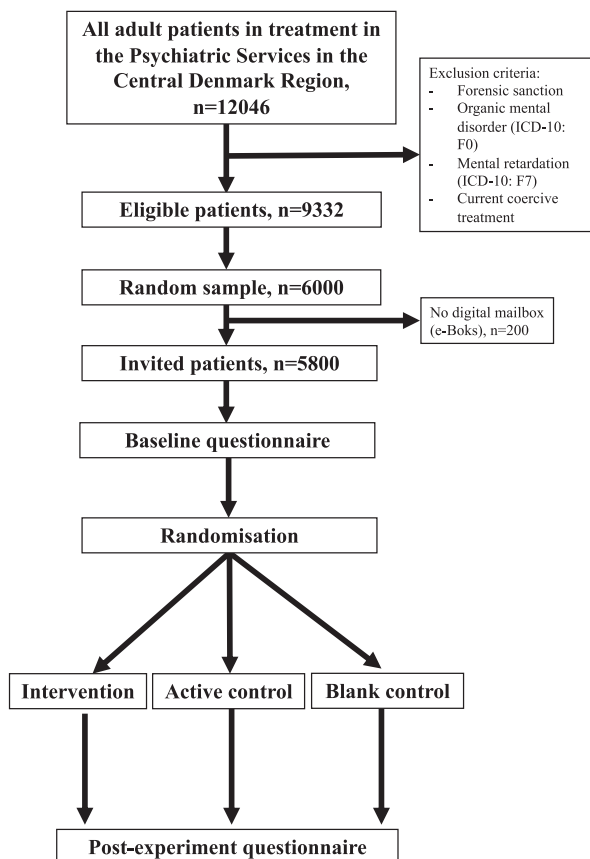 All adult patients in treatment in
the Psychiatric Services in the
Central Denmark Region,
n=12046
Exclusion criteria:
- Forensic sanction
- Organic mental
disorder (ICD-10:
F0)
- Mental retardation
(ICD-10: F7)
- Current coercive
treatment
Eligible patients, n=9332
Random sample, n=6000
No digital mailbox
(e-Boks), n=200
Invited patients, n=5800
Baseline questionnaire
Randomisation
Intervention
Active control
Blank control
Post-experiment questionnaire